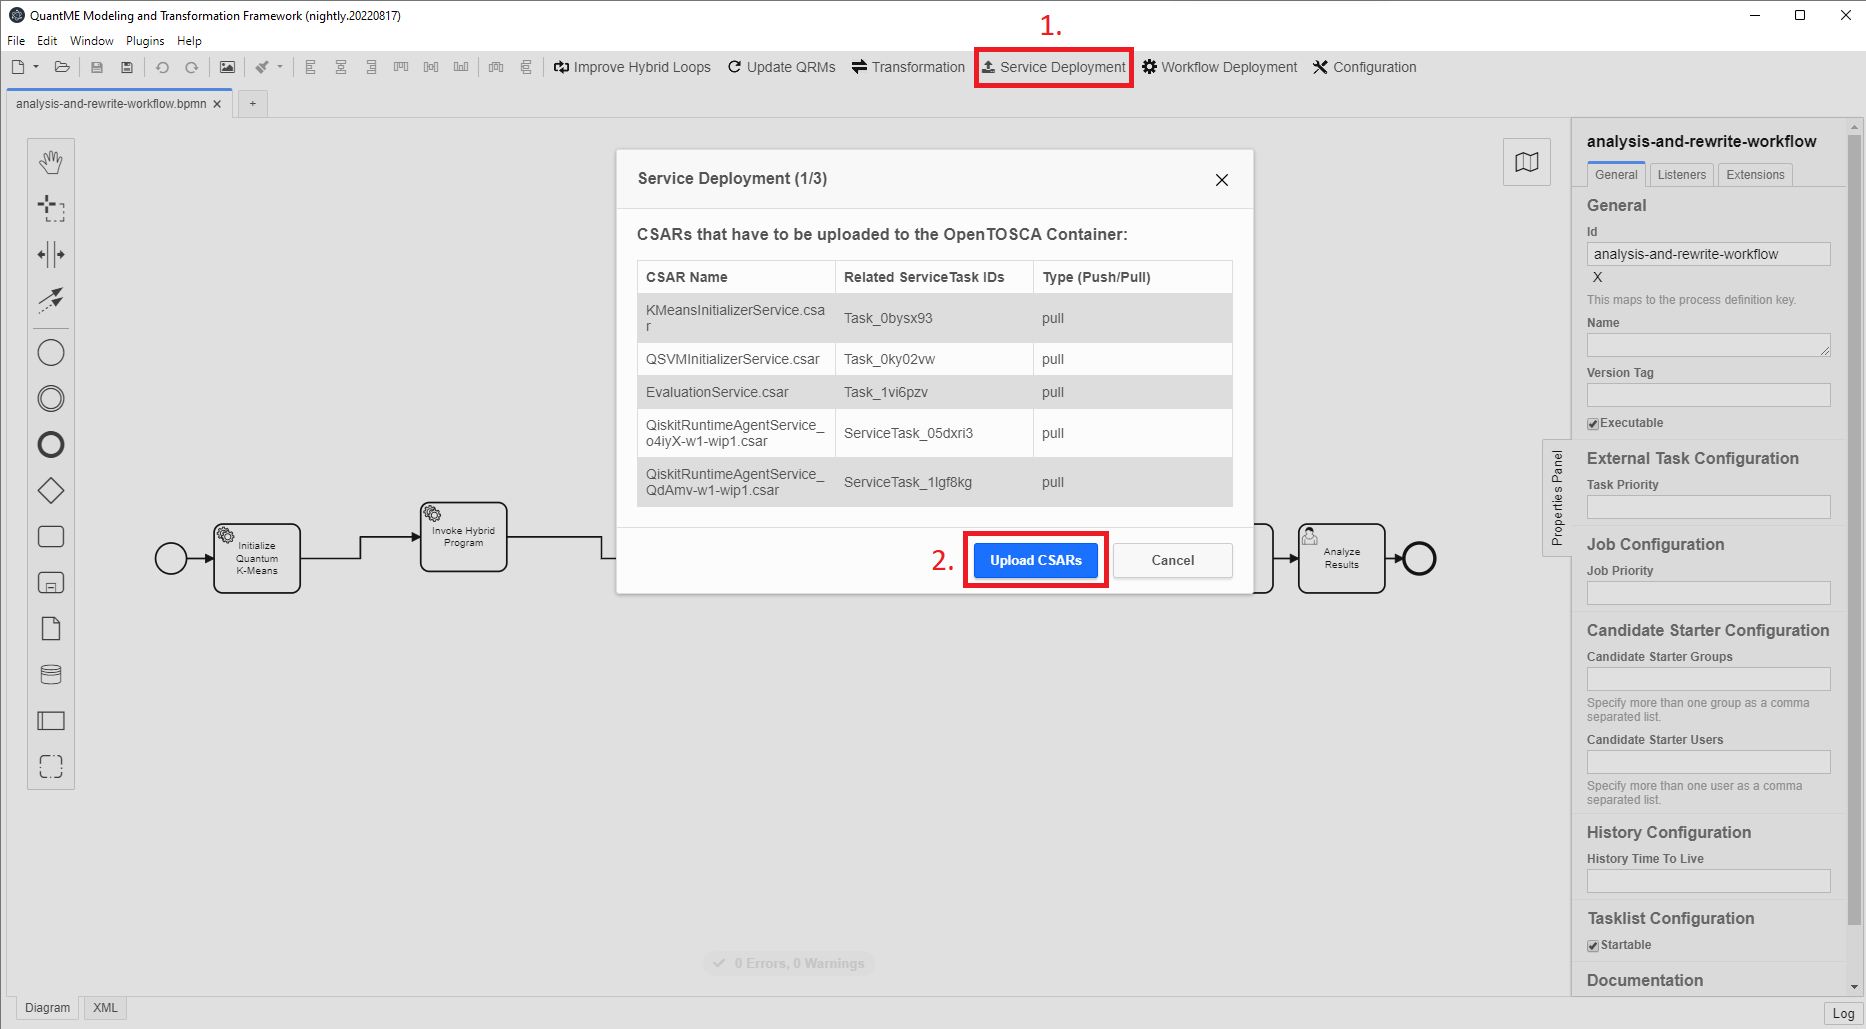 QuantME Modeling and Transformation Framework (nightly.20220817)
1.
File Edit Window Plugins Help
Improve Hybrid Loops Update QRMs Transformation Service Deployment Workflow Deployment Configuration
analysis-and-rewrite-workflow.bpmn × +
Service Deployment (1/3)
CSARs that have to be uploaded to the OpenTOSCA Container:
CSAR Name Related ServiceTask IDs Type (Push/Pull)
KMeansInitializerService.csa
r
Task_0bysx93 pull
QSVMInitializerService.csar Task_0ky02vw pull
EvaluationService.csar Task_1vi6pzv pull
QiskitRuntimeAgentService_
o4iyX-w1-wip1.csar
ServiceTask_05dxri3 pull
QiskitRuntimeAgentService_
QdAmv-w1-wip1.csar
ServiceTask_1lgf8kg pull
2.
Upload CSARs Cancel
Initialize
Quantum
K-Means
Invoke Hybrid
Program
Analyze
Results
0 Errors, 0 Warnings
Properties Panel
analysis-and-rewrite-workflow
General Listeners Extensions
General
Id
analysis-and-rewrite-workflow
X
This maps to the process definition key.
Name
Version Tag
Executable
External Task Configuration
Task Priority
Job Configuration
Job Priority
Candidate Starter Configuration
Candidate Starter Groups
Specify more than one group as a comma
separated list.
Candidate Starter Users
Specify more than one user as a comma
separated list.
History Configuration
History Time To Live
Tasklist Configuration
Startable
Documentation
Diagram XML
Log